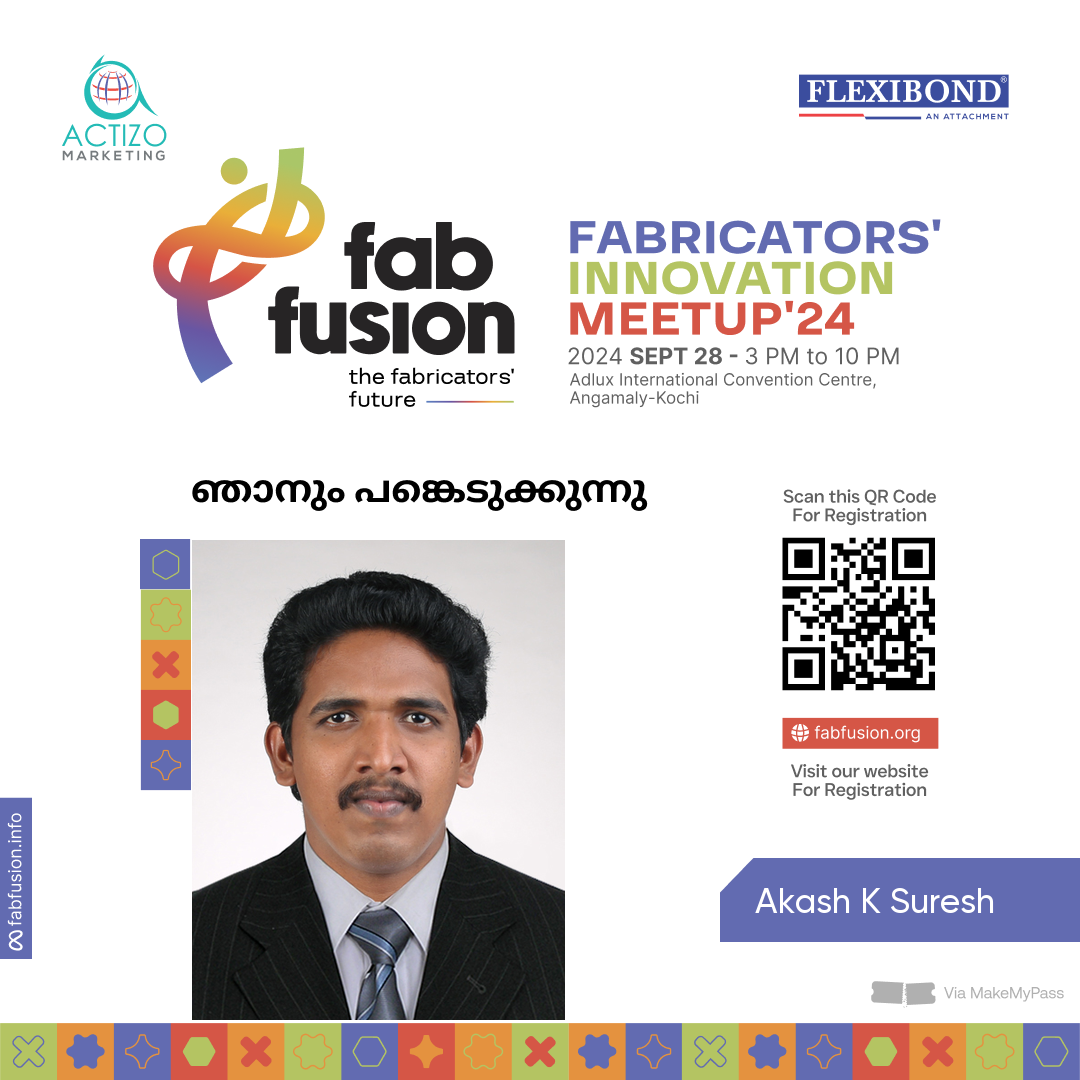 ACTIZO
MARKETING
FLEXIBOND®
AN ATTACHMENT
fab
fusion
the fabricators'
future
FABRICATORS'
INNOVATION
MEETUP'24
2024 SEPT 28 - 3 PM to 10 PM
Adlux International Convention Centre,
Angamaly-Kochi
ഞാനും പങ്കെടുക്കുന്നു
Scan this QR Code
For Registration
fabfusion.org
Visit our website
For Registration
fabfusion.info
Akash K Suresh
Via MakeMyPass